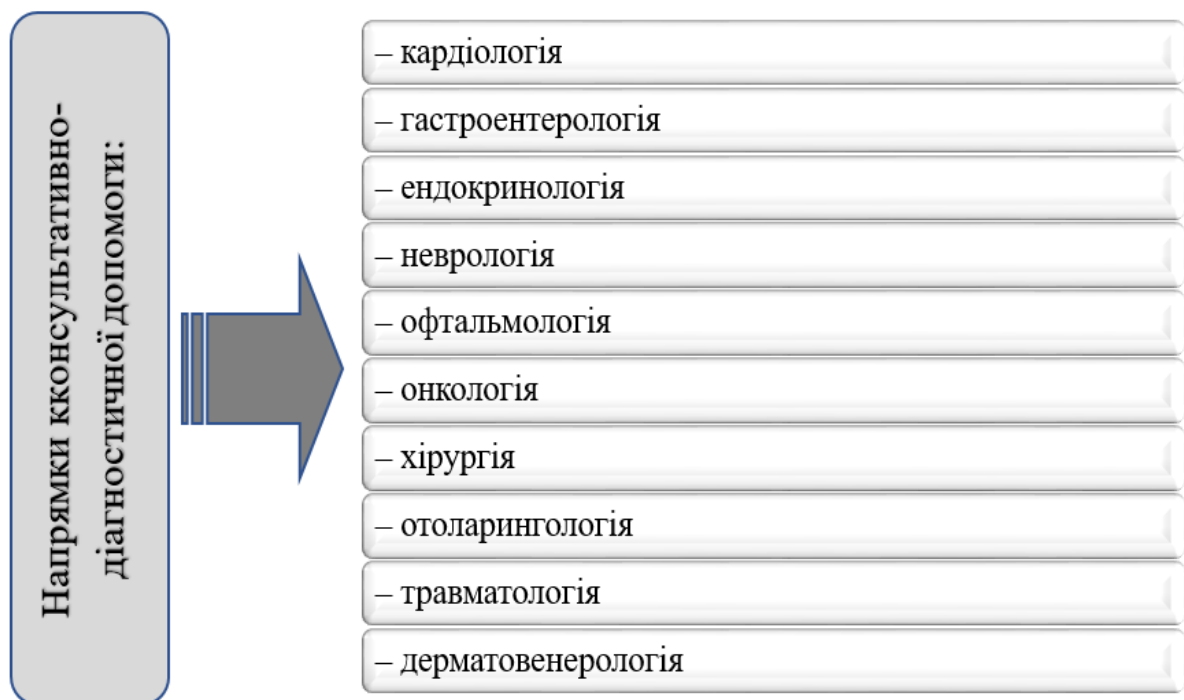 Напрямки кконсультативно-
діагностичної допомоги:
– кардіологія
– гастроентерологія
– ендокринологія
– неврологія
– офтальмологія
– онкологія
– хірургія
– отоларингологія
– травматологія
– дерматовенерологія